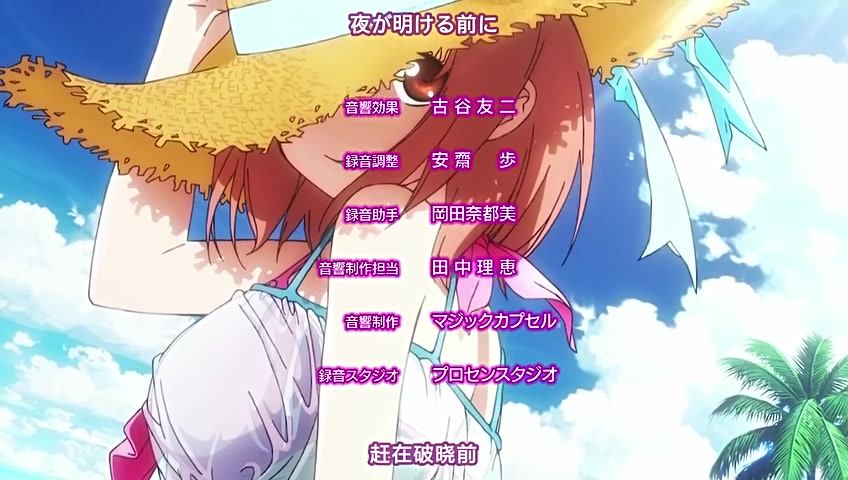 夜が明ける前に
音響効果 古谷友二
録音調整 安齋 歩
録音助手 岡田奈都美
音響制作担当 田中理恵
音響制作 マジックカプセル
録音スタジオ プロセンスタジオ
赶在破晓前